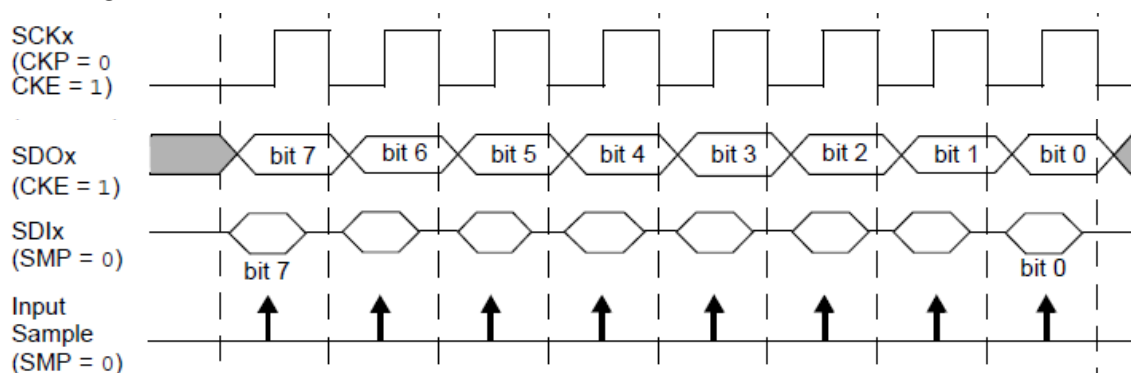 SCKx
(CKP = 0
CKE = 1)
SDOx
(CKE = 1)
bit 7 bit 6 bit 5 bit 4 bit 3 bit 2 bit 1 bit 0
SDIx
(SMP = 0)
bit 7 bit 0
Input
Sample
(SMP = 0)